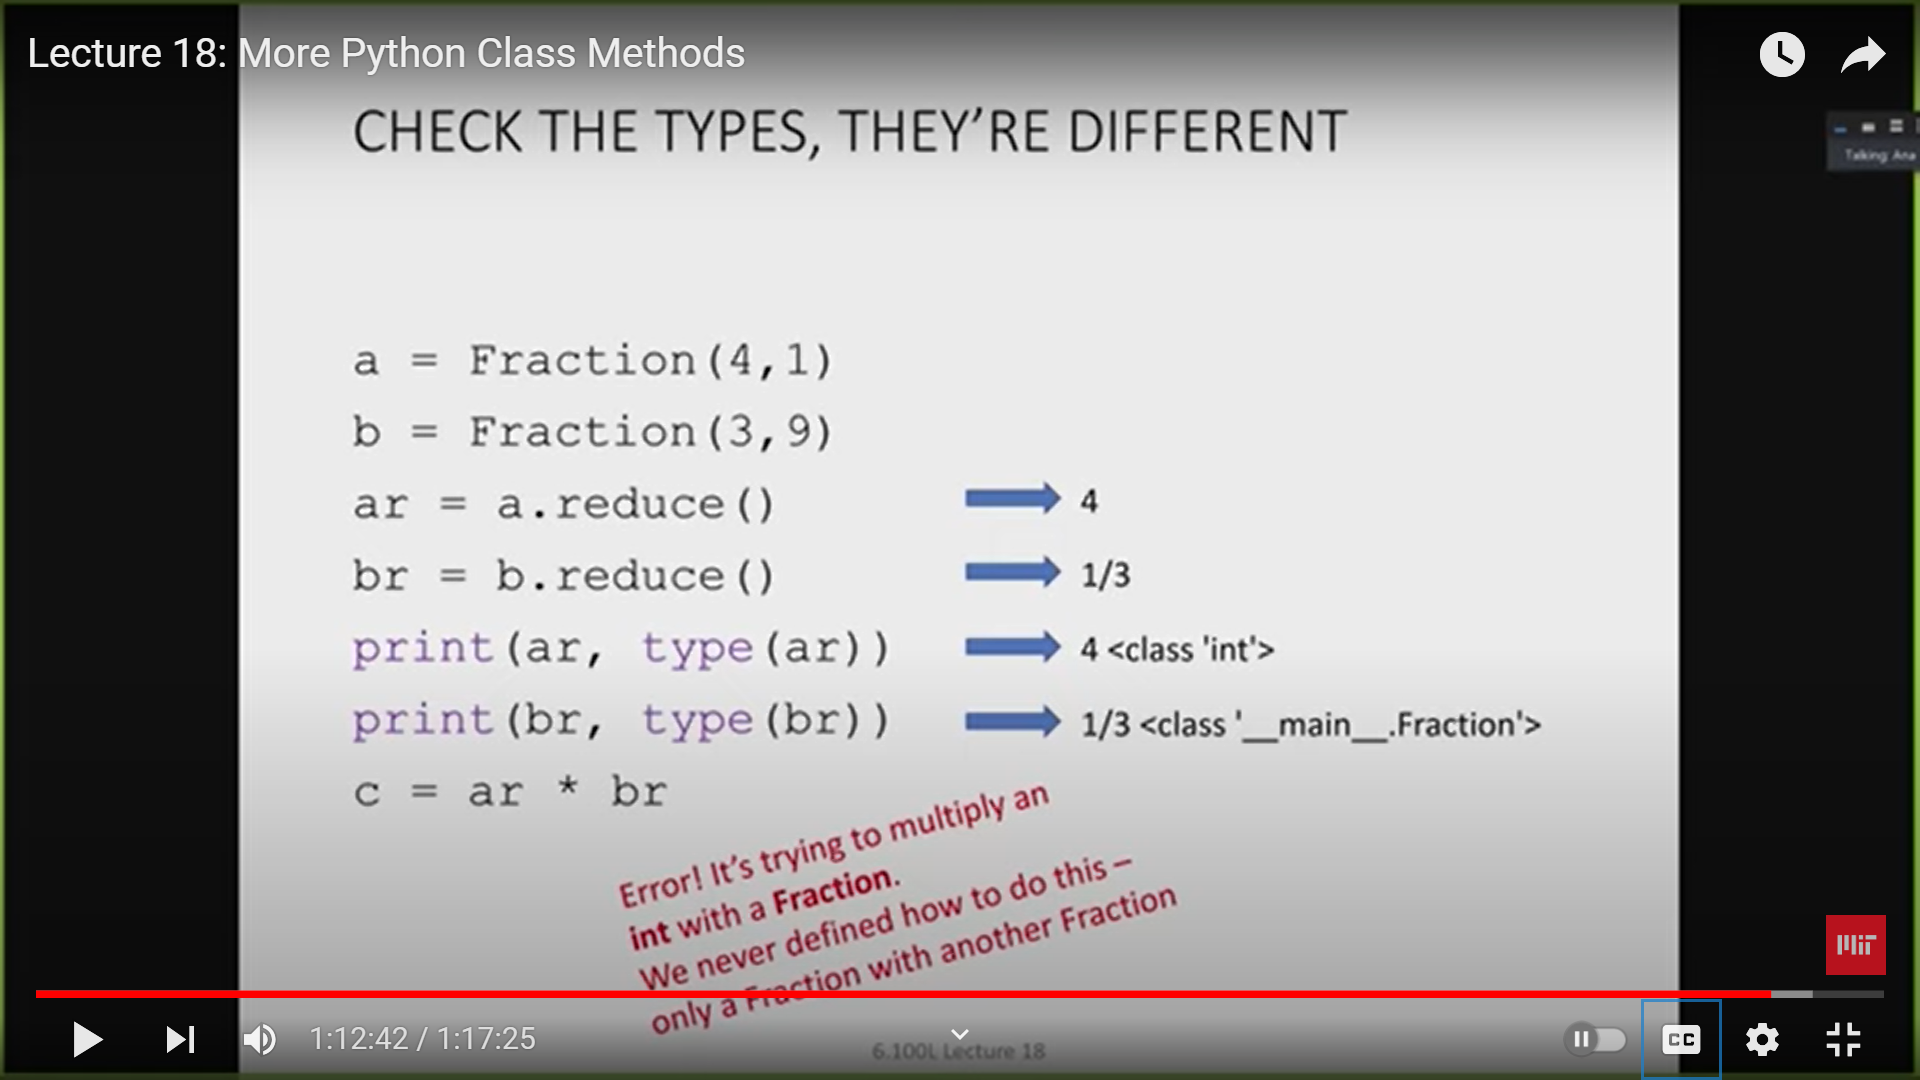 Lecture 18: More Python Class Methods
CHECK THE TYPES, THEY'RE DIFFERENT
Talking: Ana
a = Fraction(4,1)
b = Fraction(3,9)
ar = a.reduce() 4
br = b.reduce() 1/3
print(ar, type(ar)) 4 <class 'int'>
print(br, type(br)) 1/3 <class '__main__.Fraction'>
c = ar * br
Error! It's trying to multiply an
int with a Fraction.
We never defined how to do this –
only a Fraction with another Fraction
MIT
1:12:42 / 1:17:25
CC
6.100L Lecture 18